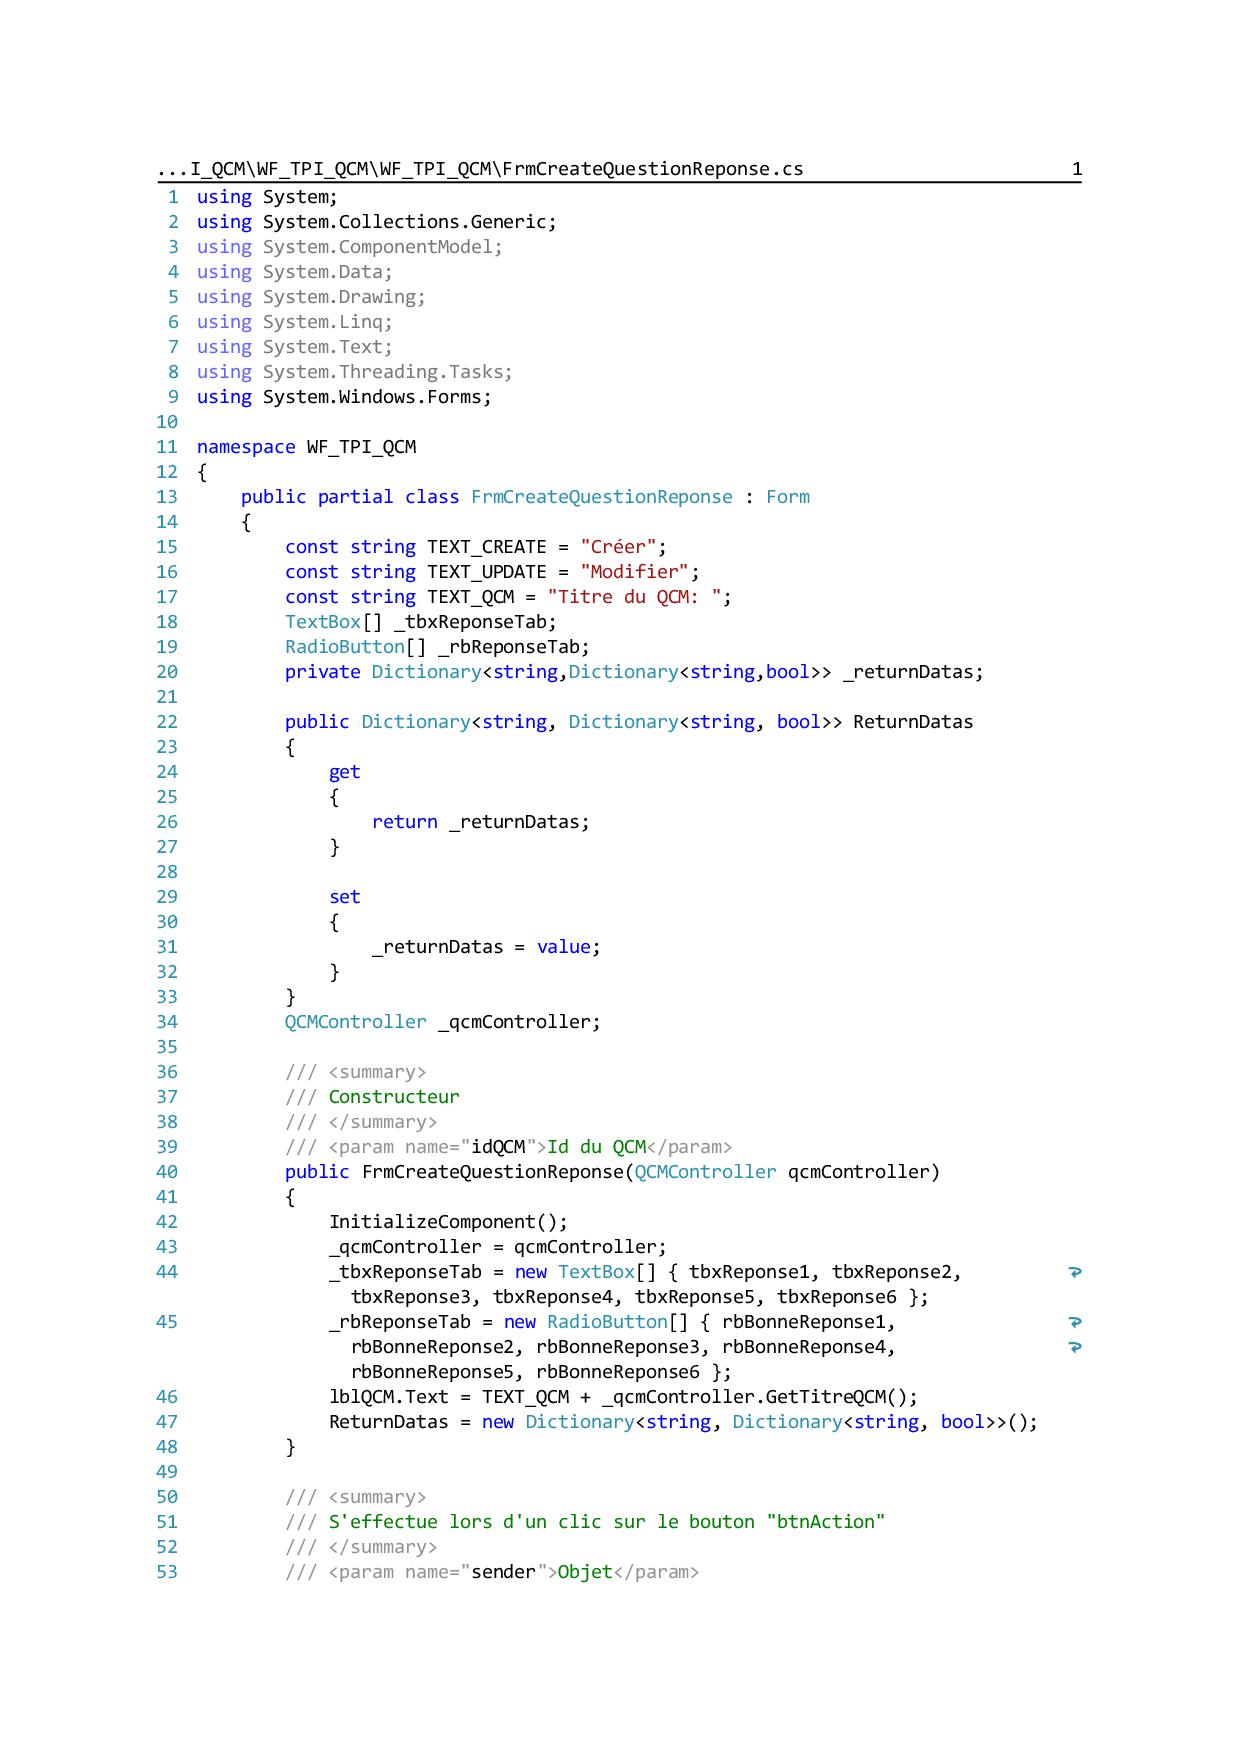 ...I_QCM\WF_TPI_QCM\WF_TPI_QCM\FrmCreateQuestionReponse.cs 1
1 using System;
2 using System.Collections.Generic;
3 using System.ComponentModel;
4 using System.Data;
5 using System.Drawing;
6 using System.Linq;
7 using System.Text;
8 using System.Threading.Tasks;
9 using System.Windows.Forms;
10
11 namespace WF_TPI_QCM
12 {
13     public partial class FrmCreateQuestionReponse : Form
14     {
15         const string TEXT_CREATE = "Créer";
16         const string TEXT_UPDATE = "Modifier";
17         const string TEXT_QCM = "Titre du QCM: ";
18         TextBox[] _tbxReponseTab;
19         RadioButton[] _rbReponseTab;
20         private Dictionary<string,Dictionary<string,bool>> _returnDatas;
21
22         public Dictionary<string, Dictionary<string, bool>> ReturnDatas
23         {
24             get
25             {
26                 return _returnDatas;
27             }
28
29             set
30             {
31                 _returnDatas = value;
32             }
33         }
34         QCMController _qcmController;
35
36         /// <summary>
37         /// Constructeur
38         /// </summary>
39         /// <param name="idQCM">Id du QCM</param>
40         public FrmCreateQuestionReponse(QCMController qcmController)
41         {
42             InitializeComponent();
43             _qcmController = qcmController;
44             _tbxReponseTab = new TextBox[] { tbxReponse1, tbxReponse2,
               tbxReponse3, tbxReponse4, tbxReponse5, tbxReponse6 };
45             _rbReponseTab = new RadioButton[] { rbBonneReponse1,
               rbBonneReponse2, rbBonneReponse3, rbBonneReponse4,
               rbBonneReponse5, rbBonneReponse6 };
46             lblQCM.Text = TEXT_QCM + _qcmController.GetTitreQCM();
47             ReturnDatas = new Dictionary<string, Dictionary<string, bool>>();
48         }
49
50         /// <summary>
51         /// S'effectue lors d'un clic sur le bouton "btnAction"
52         /// </summary>
53         /// <param name="sender">Objet</param>